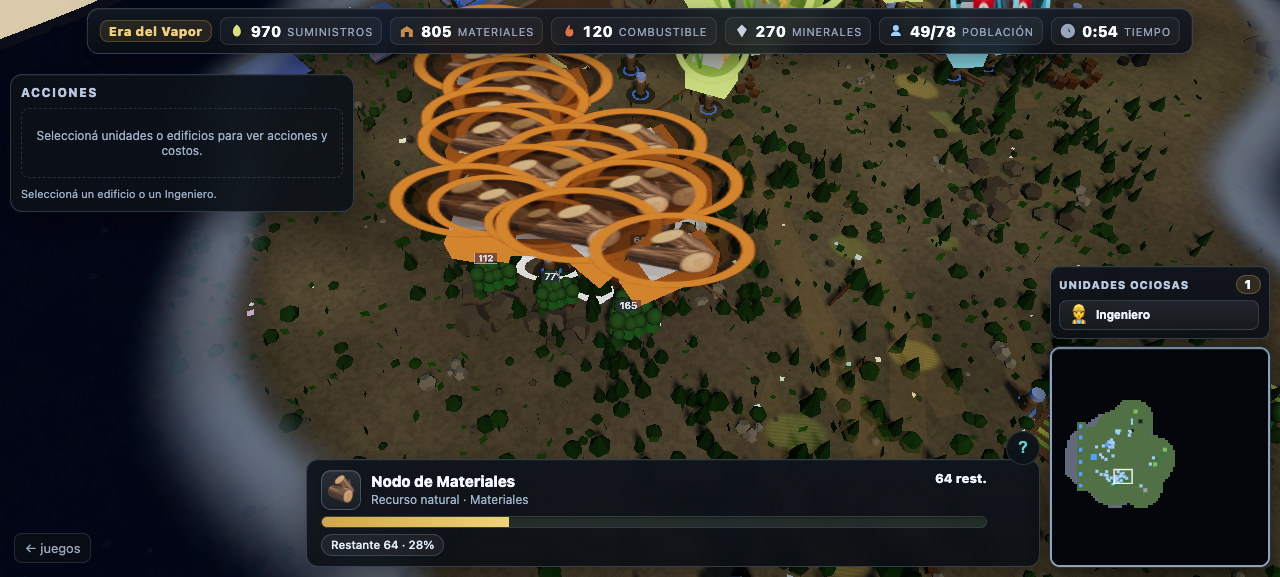 Era del Vapor
970 SUMINISTROS
805 MATERIALES
120 COMBUSTIBLE
270 MINERALES
49/78 POBLACIÓN
0:54 TIEMPO
ACCIONES
Seleccioná unidades o edificios para ver acciones y
costos.
Seleccioná un edificio o un Ingeniero.
112
77
165
UNIDADES OCIOSAS
1
Ingeniero
?
Nodo de Materiales
64 rest.
Recurso natural · Materiales
Restante 64 · 28%
← juegos